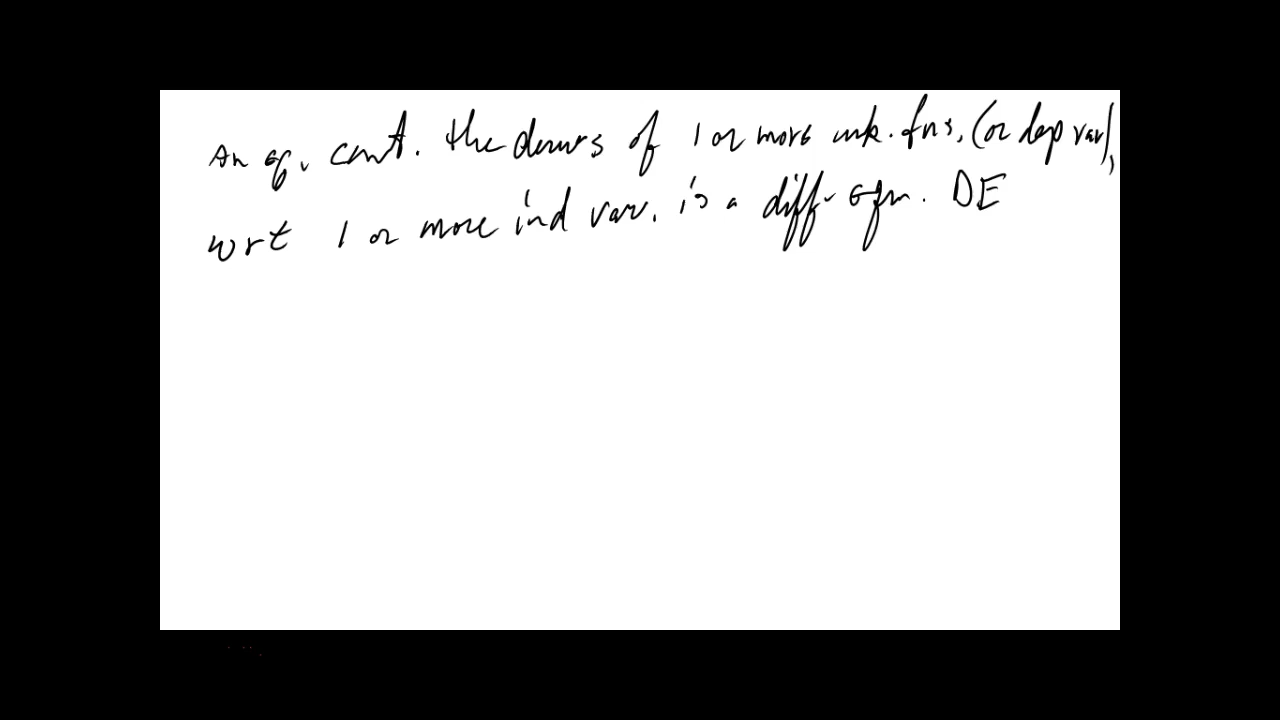 An eq. cont. the derivs of 1 or more unk. fns, (or dep var),
wrt 1 or more ind var. is a diff eqn. DE